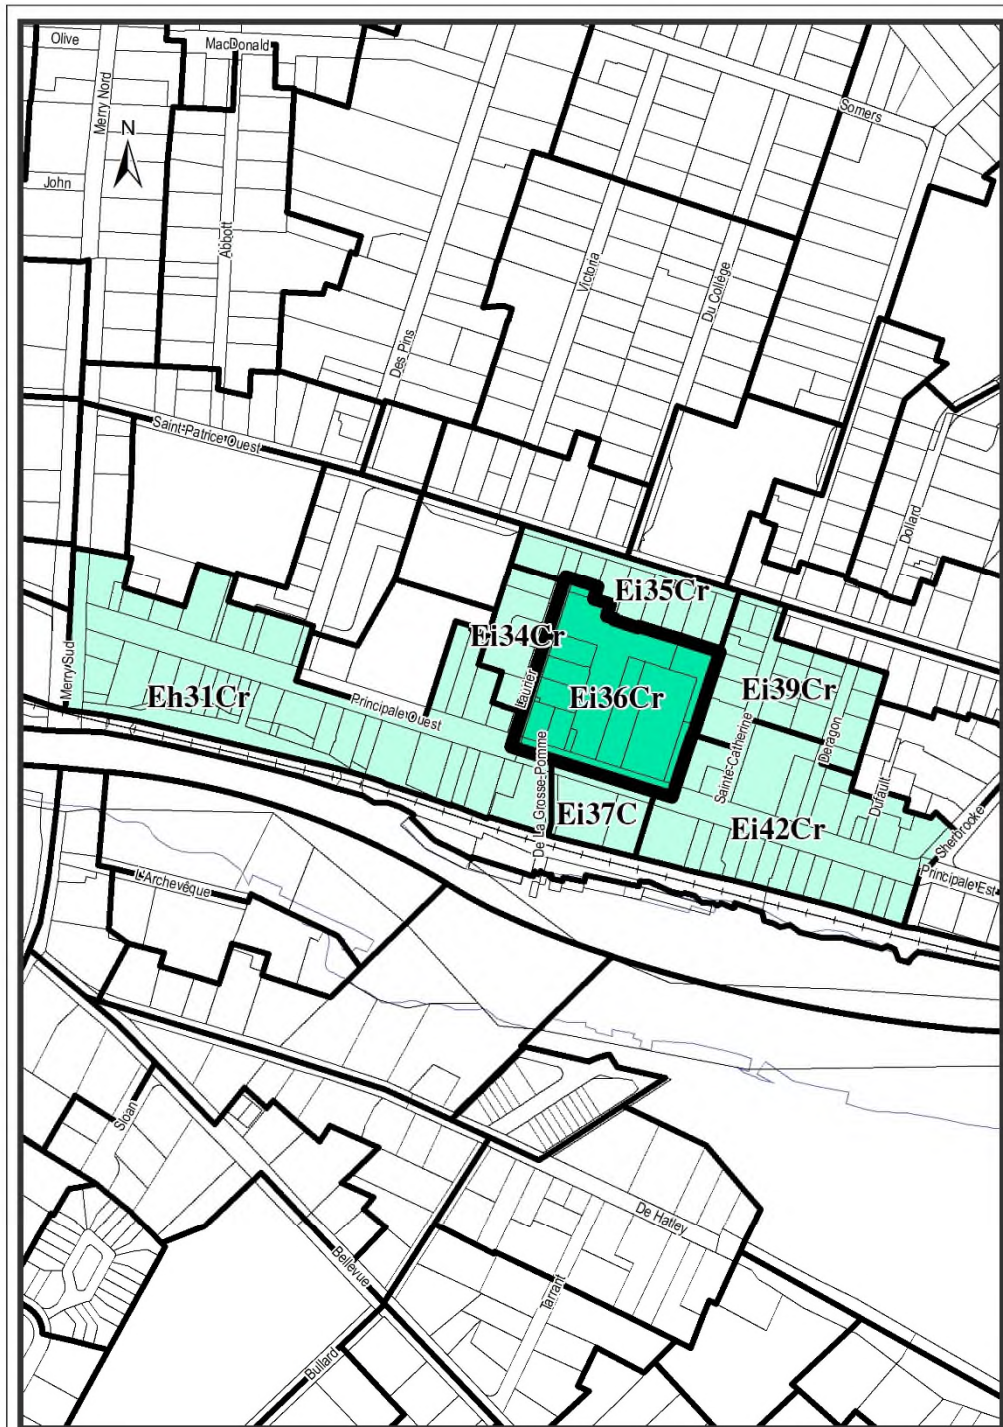 Olive
MacDonald
Merry Nord
N
Somers
John
Abbott
Victoria
Du Collège
Des Pins
Saint-Patrice Ouest
Dollard
Ei35Cr
Ei34Cr
Merry Sud
Eh31Cr
Principale Ouest
Laurier
Ei36Cr
Ei39Cr
Sainte-Catherine
Deragon
De La Grosse-Pomme
Ei37C
Ei42Cr
Dufault
Sherbrooke
Principale Est
L'Archevêque
Sloan
De Hatley
Bellevue
Tarrant
Bullard